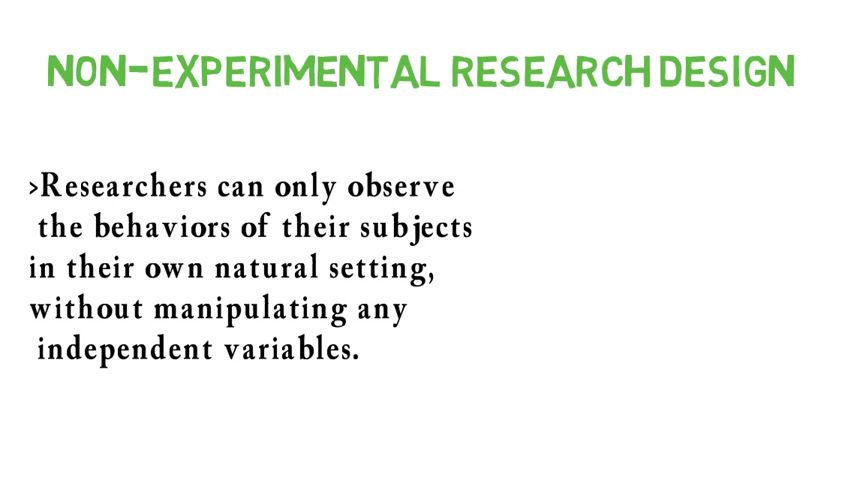 NON-EXPERIMENTAL RESEARCH DESIGN
>Researchers can only observe
the behaviors of their subjects
in their own natural setting,
without manipulating any
independent variables.